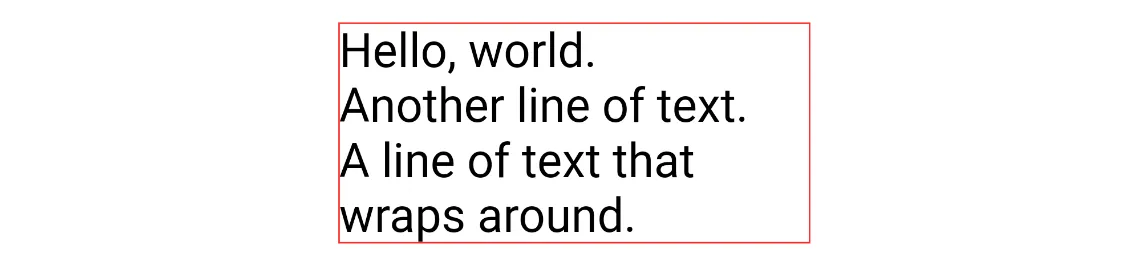 Hello, world.
Another line of text.
A line of text that
wraps around.